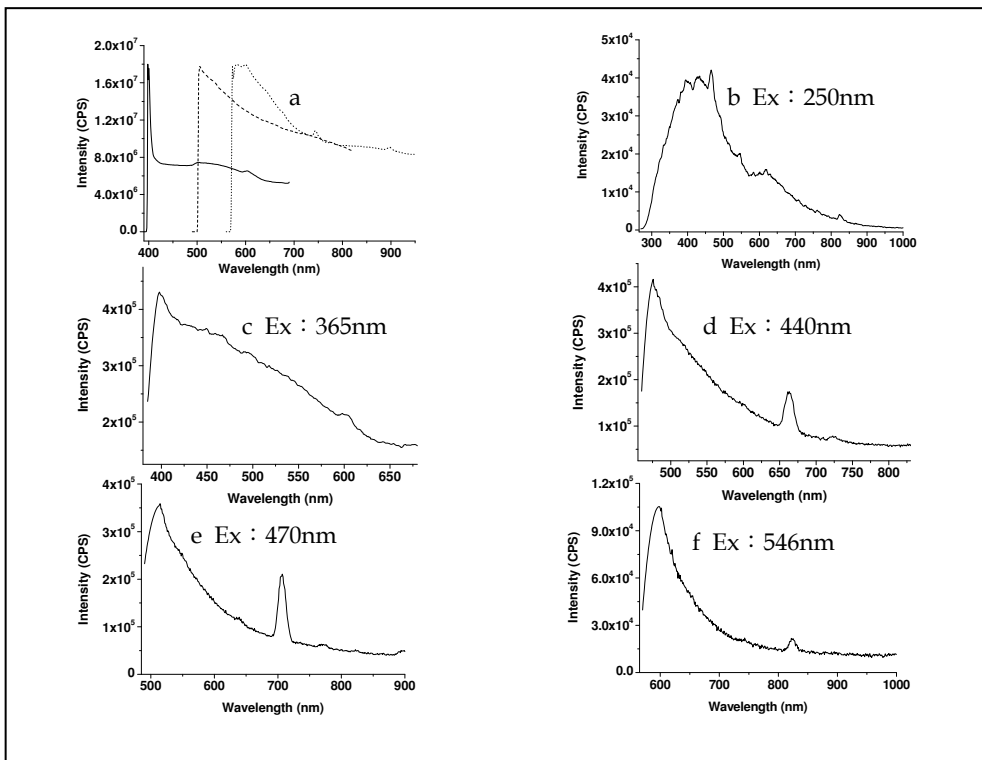 2.0x10⁷
1.6x10⁷
1.2x10⁷
8.0x10⁶
4.0x10⁶
0.0
Intensity (CPS)
a
400 500 600 700 800 900
Wavelength (nm)
5x10⁴
4x10⁴
3x10⁴
2x10⁴
1x10⁴
0
Intensity (CPS)
b Ex：250nm
300 400 500 600 700 800 900 1000
Wavelength (nm)
4x10⁵
3x10⁵
2x10⁵
Intensity (CPS)
c Ex：365nm
400 450 500 550 600 650
Wavelength (nm)
4x10⁵
3x10⁵
2x10⁵
1x10⁵
Intensity (CPS)
d Ex：440nm
500 550 600 650 700 750 800
Wavelength (nm)
4x10⁵
3x10⁵
2x10⁵
1x10⁵
0
Intensity (CPS)
e Ex：470nm
500 600 700 800 900
Wavelength (nm)
1.2x10⁵
9.0x10⁴
6.0x10⁴
3.0x10⁴
0.0
Intensity (CPS)
f Ex：546nm
600 700 800 900 1000
Wavelength (nm)